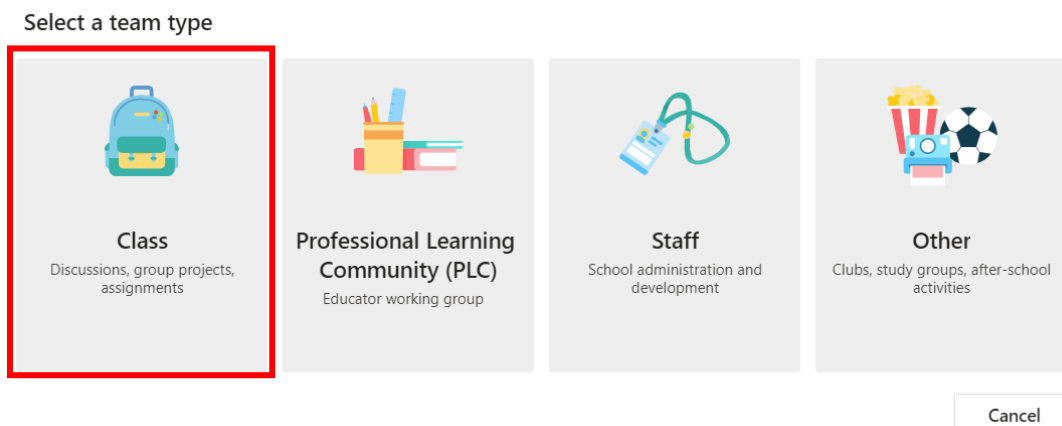 Select a team type
Class
Discussions, group projects,
assignments
Professional Learning
Community (PLC)
Educator working group
Staff
School administration and
development
Other
Clubs, study groups, after-school
activities
Cancel